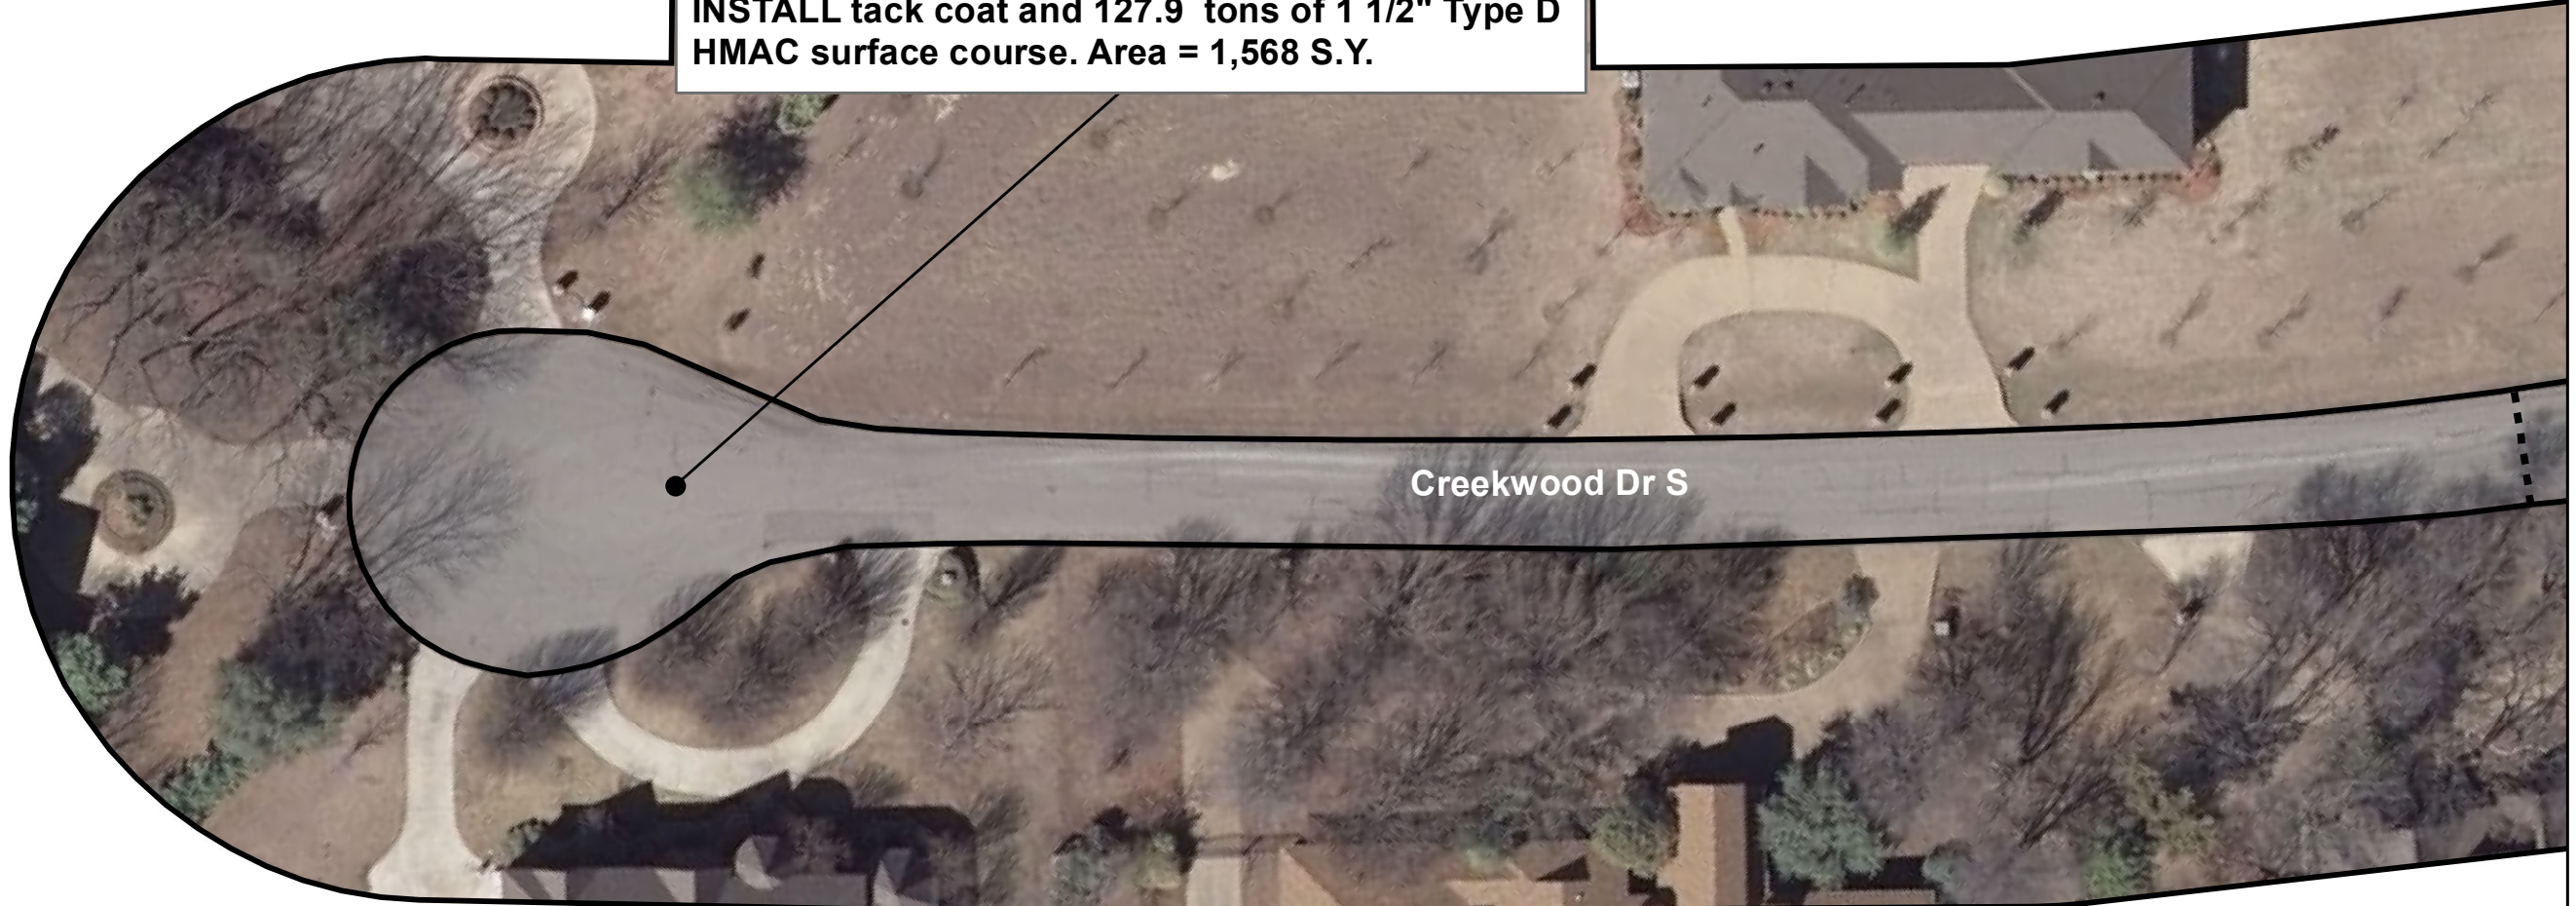 INSTALL tack coat and 127.9  tons of 1 1/2" Type D
HMAC surface course. Area = 1,568 S.Y.
Creekwood Dr S